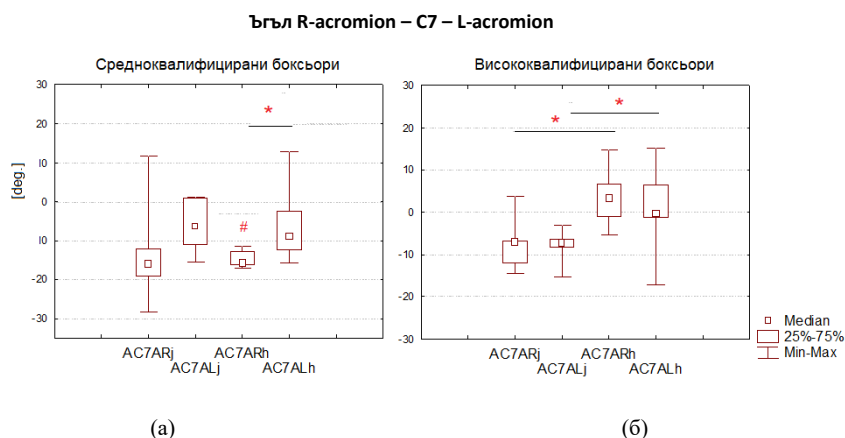 Ъгъл R-acromion – C7 – L-acromion
Средноквалифицирани боксьори
Висококвалифицирани боксьори
[deg.]
30
20
10
0
10
-20
-30
*
#
AC7ARj
AC7ALj
AC7ARh
AC7ALh
30
20
10
0
-10
-20
-30
*
*
AC7ARj
AC7ALj
AC7ARh
AC7ALh
Median
25%-75%
Min-Max
(а)
(б)